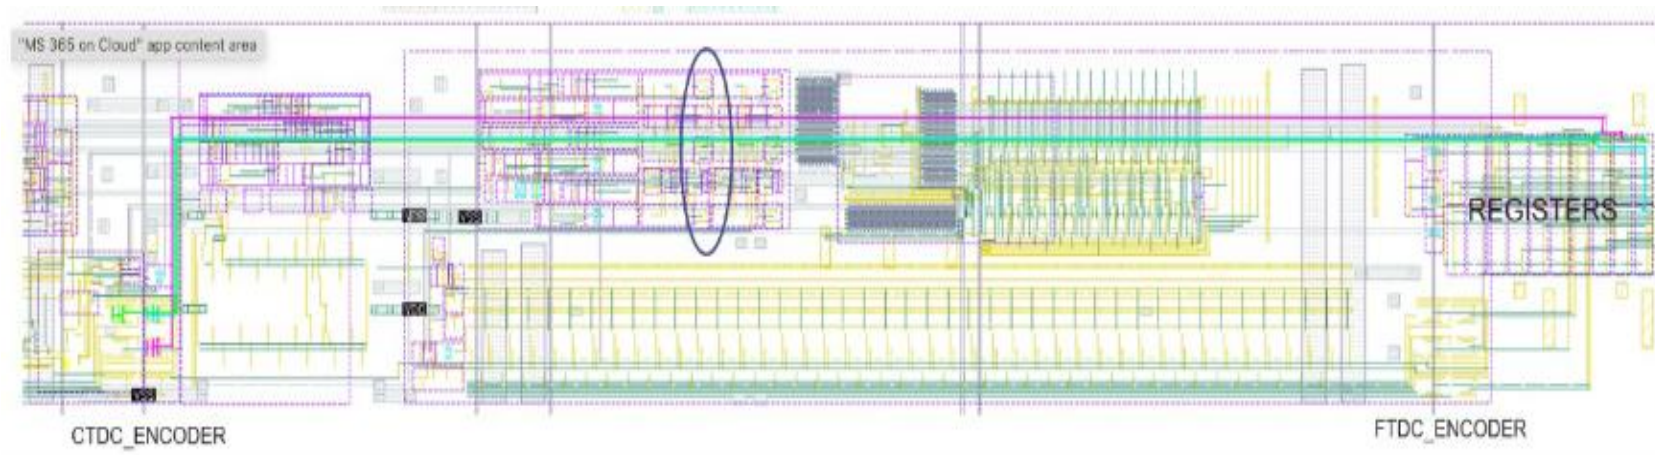 "MS 365 on Cloud" app content area
VSS
VSS
REGISTERS
VDD
VSS
CTDC_ENCODER
FTDC_ENCODER